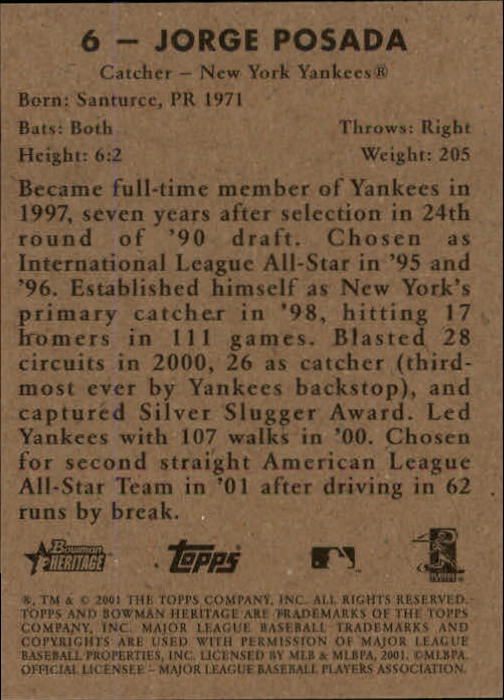 6 – JORGE POSADA
Catcher – New York Yankees®
Born: Santurce, PR 1971
Bats: Both Throws: Right
Height: 6:2 Weight: 205
Became full-time member of Yankees in
1997, seven years after selection in 24th
round of '90 draft. Chosen as
International League All-Star in '95 and
'96. Established himself as New York's
primary catcher in '98, hitting 17
homers in 111 games. Blasted 28
circuits in 2000, 26 as catcher (third-
most ever by Yankees backstop), and
captured Silver Slugger Award. Led
Yankees with 107 walks in '00. Chosen
for second straight American League
All-Star Team in '01 after driving in 62
runs by break.
Bowman
HERITAGE
Topps
®, TM & © 2001 THE TOPPS COMPANY, INC. ALL RIGHTS RESERVED.
TOPPS AND BOWMAN HERITAGE ARE TRADEMARKS OF THE TOPPS
COMPANY, INC. MAJOR LEAGUE BASEBALL TRADEMARKS AND
COPYRIGHTS ARE USED WITH PERMISSION OF MAJOR LEAGUE
BASEBALL PROPERTIES, INC. LICENSED BY MLB & MLBPA, 2001. ©MLBPA.
OFFICIAL LICENSEE – MAJOR LEAGUE BASEBALL PLAYERS ASSOCIATION.